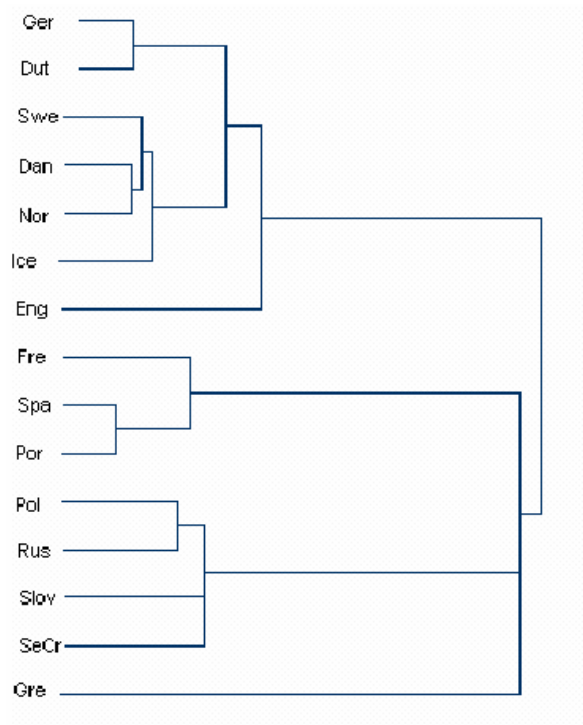 Ger
Dut
Swe
Dan
Nor
Ice
Eng
Fre
Spa
Por
Pol
Rus
Slov
SeCr
Gre